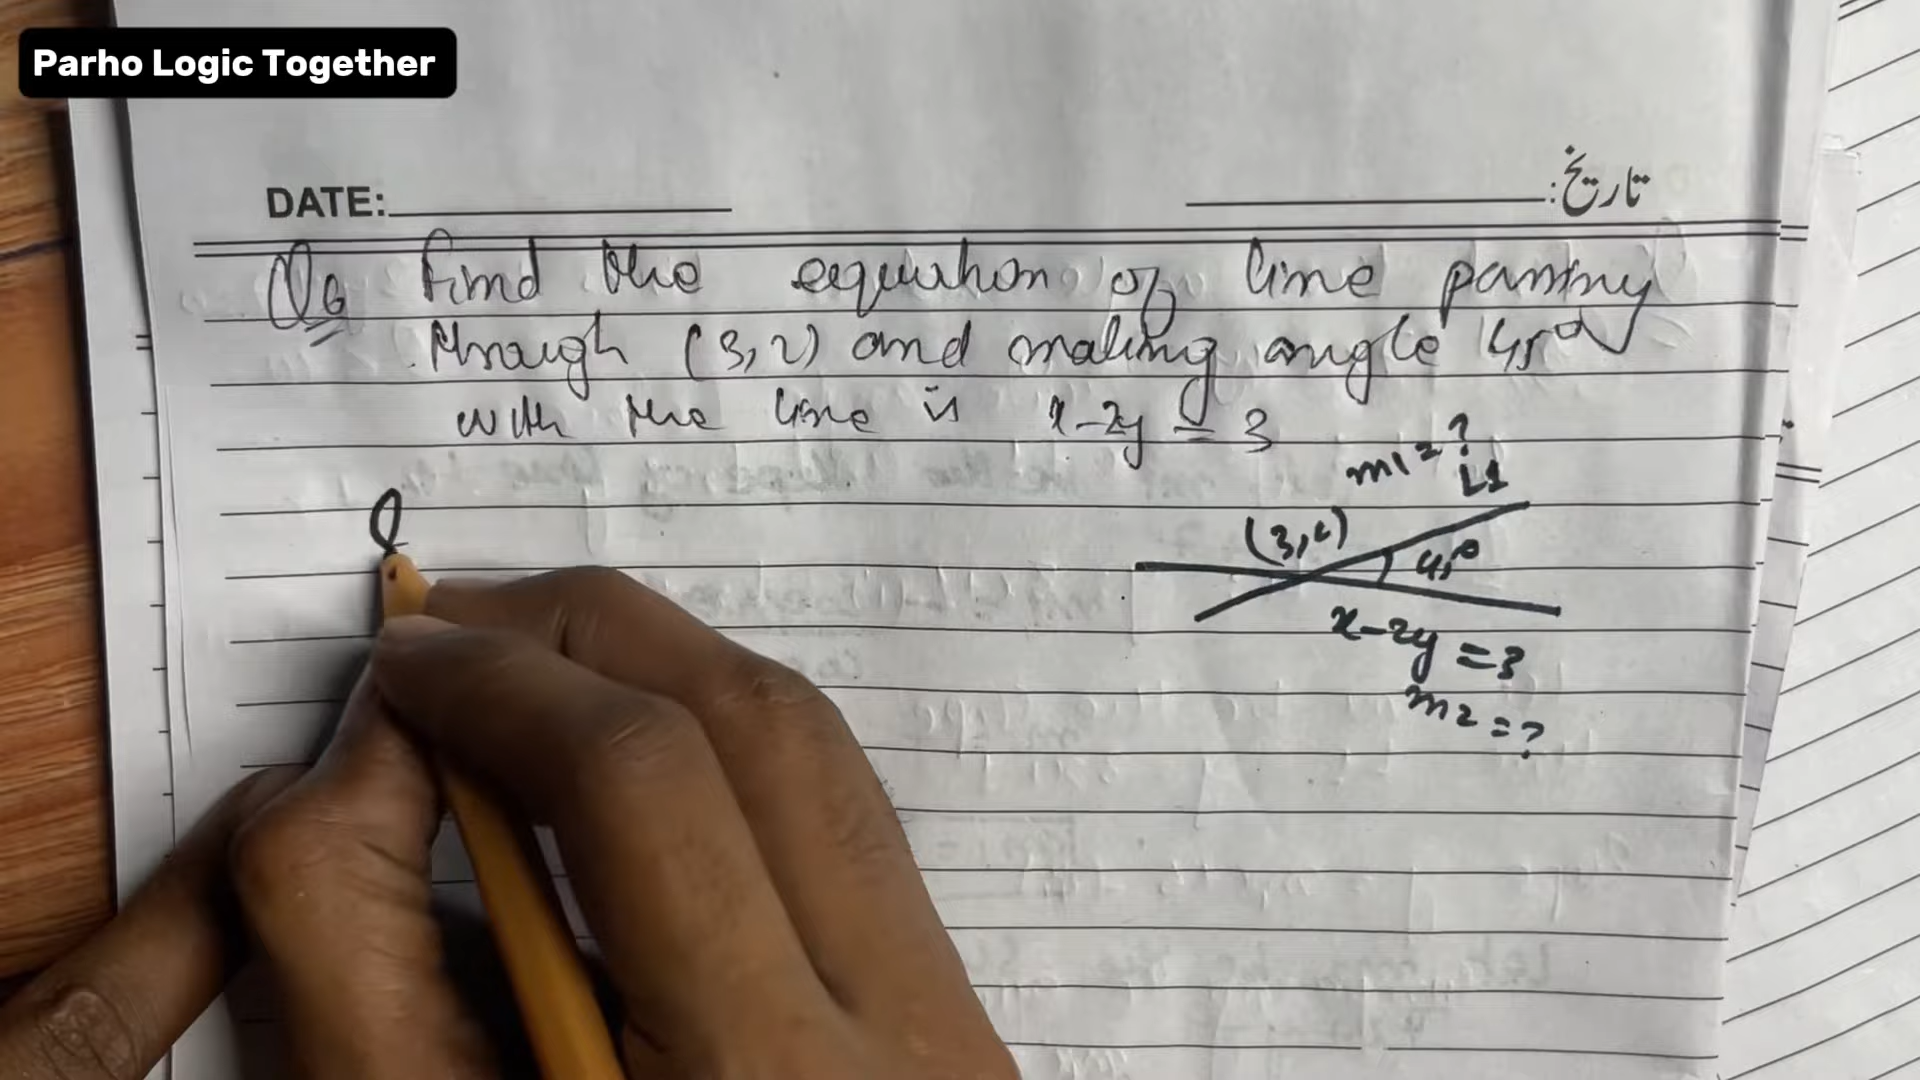 Parho Logic Together
DATE:
تاریخ:
Q6 Find the equation of line passing
through (3,2) and making angle 45°
with the line is x-2y = 3
m1 = ?
L1
(3,2)
45°
x-2y = 3
m2 = ?